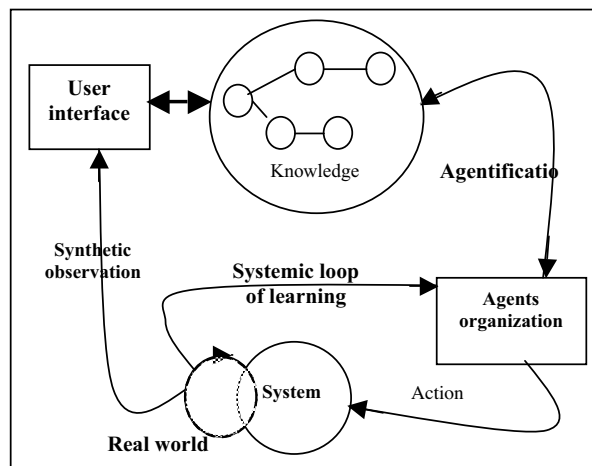 User
interface
Knowledge
Agentificatio
Synthetic
observation
Systemic loop
of learning
Agents
organization
System
Action
Real world